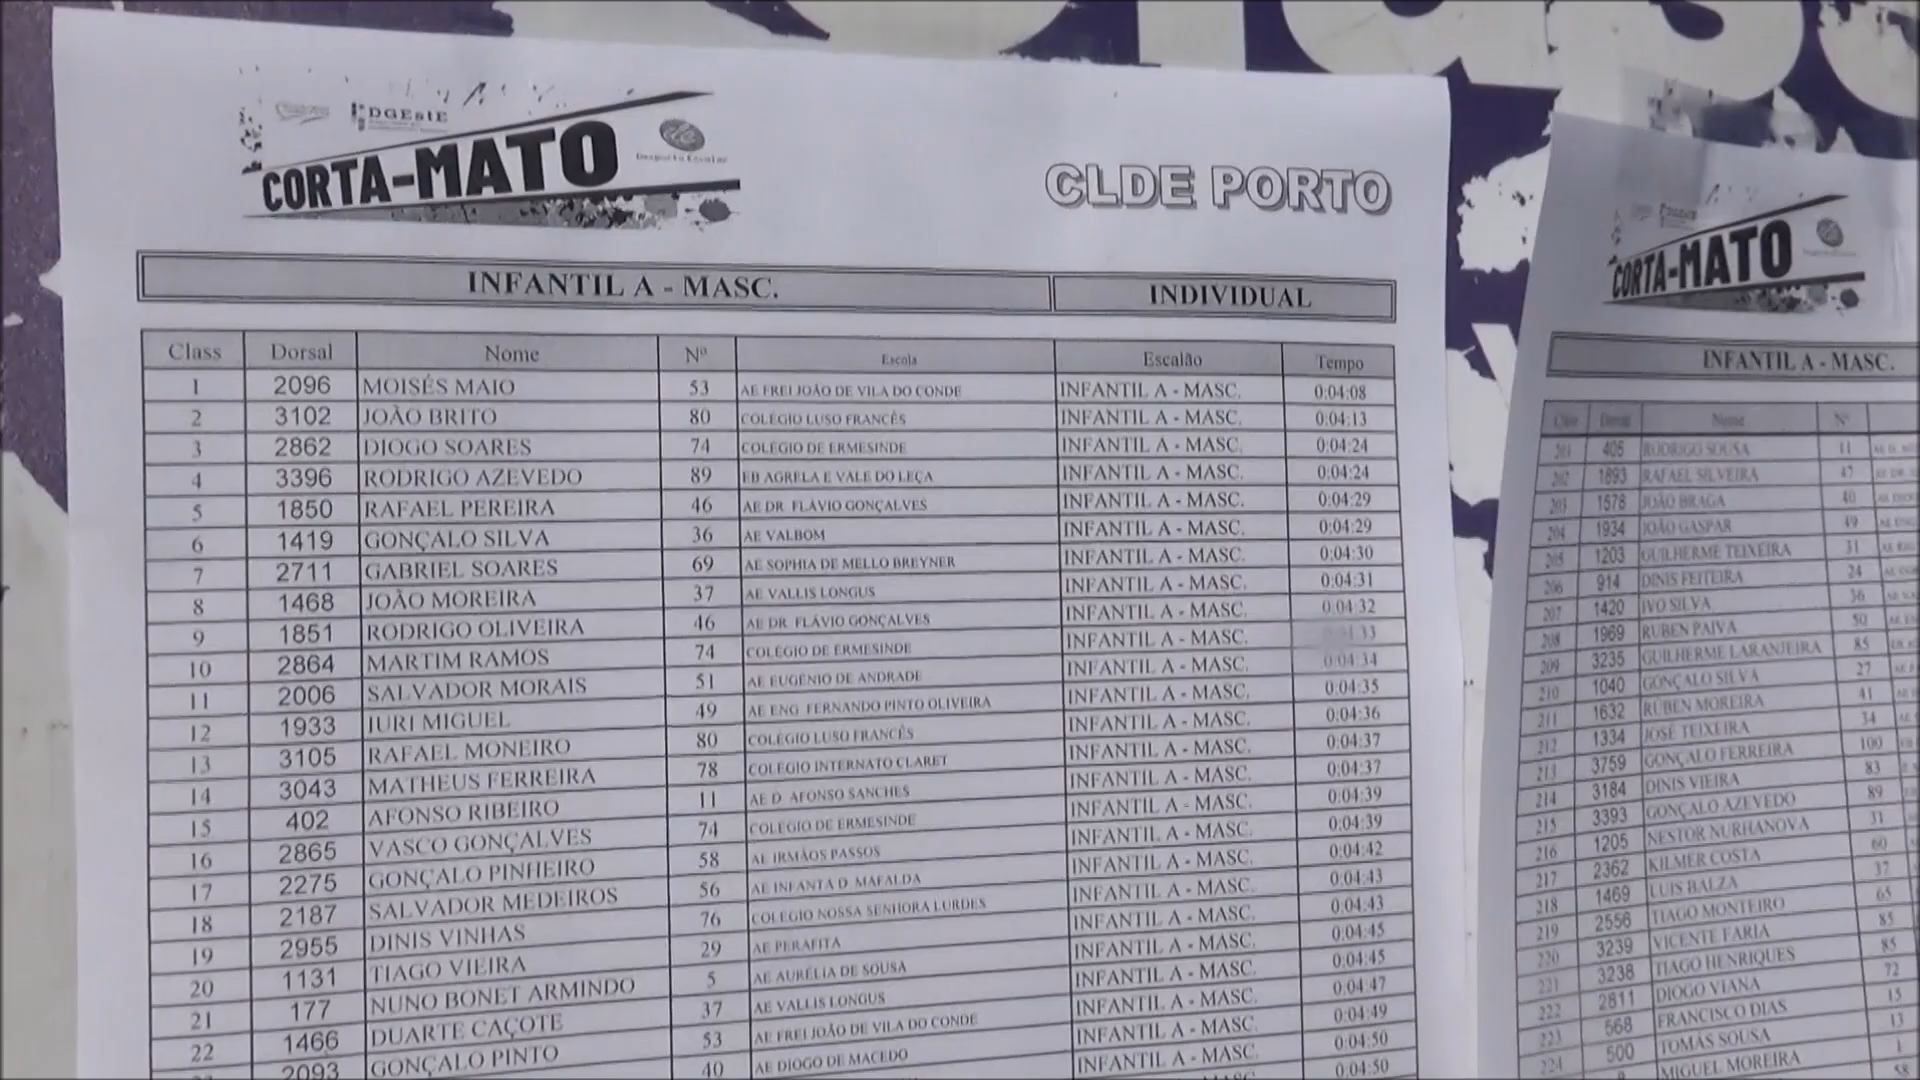 DGEstE
Desporto Escolar
CORTA-MATO
CLDE PORTO
INFANTIL A - MASC. INDIVIDUAL
Class Dorsal Nome Nº Escola Escalão Tempo
1 2096 MOISÉS MAIO 53 AE FREI JOÃO DE VILA DO CONDE INFANTIL A - MASC. 0:04:08
2 3102 JOÃO BRITO 80 COLÉGIO LUSO FRANCÊS INFANTIL A - MASC. 0:04:13
3 2862 DIOGO SOARES 74 COLÉGIO DE ERMESINDE INFANTIL A - MASC. 0:04:24
4 3396 RODRIGO AZEVEDO 89 EB AGRELA E VALE DO LEÇA INFANTIL A - MASC. 0:04:24
5 1850 RAFAEL PEREIRA 46 AE DR FLÁVIO GONÇALVES INFANTIL A - MASC. 0:04:29
6 1419 GONÇALO SILVA 36 AE VALBOM INFANTIL A - MASC. 0:04:29
7 2711 GABRIEL SOARES 69 AE SOPHIA DE MELLO BREYNER INFANTIL A - MASC. 0:04:30
8 1468 JOÃO MOREIRA 37 AE VALLIS LONGUS INFANTIL A - MASC. 0:04:31
9 1851 RODRIGO OLIVEIRA 46 AE DR FLÁVIO GONÇALVES INFANTIL A - MASC. 0:04:32
10 2864 MARTIM RAMOS 74 COLÉGIO DE ERMESINDE INFANTIL A - MASC. 0:04:33
11 2006 SALVADOR MORAIS 51 AE EUGÉNIO DE ANDRADE INFANTIL A - MASC. 0:04:34
12 1933 IURI MIGUEL 49 AE ENG FERNANDO PINTO OLIVEIRA INFANTIL A - MASC. 0:04:35
13 3105 RAFAEL MONEIRO 80 COLÉGIO LUSO FRANCÊS INFANTIL A - MASC. 0:04:36
14 3043 MATHEUS FERREIRA 78 COLÉGIO INTERNATO CLARET INFANTIL A - MASC. 0:04:37
15 402 AFONSO RIBEIRO 11 AE D AFONSO SANCHES INFANTIL A - MASC. 0:04:37
16 2865 VASCO GONÇALVES 74 COLÉGIO DE ERMESINDE INFANTIL A - MASC. 0:04:39
17 2275 GONÇALO PINHEIRO 58 AE IRMÃOS PASSOS INFANTIL A - MASC. 0:04:39
18 2187 SALVADOR MEDEIROS 56 AE INFANTA D MAFALDA INFANTIL A - MASC. 0:04:42
19 2955 DINIS VINHAS 76 COLÉGIO NOSSA SENHORA LURDES INFANTIL A - MASC. 0:04:43
20 1131 TIAGO VIEIRA 29 AE PERAFITA INFANTIL A - MASC. 0:04:43
21 177 NUNO BONET ARMINDO 5 AE AURÉLIA DE SOUSA INFANTIL A - MASC. 0:04:45
22 1466 DUARTE CAÇOTE 37 AE VALLIS LONGUS INFANTIL A - MASC. 0:04:45
2093 GONÇALO PINTO 53 AE FREI JOÃO DE VILA DO CONDE INFANTIL A - MASC. 0:04:47
40 AE DIOGO DE MACEDO INFANTIL A - MASC. 0:04:49
0:04:50
0:04:50
CORTA-MATO
INFANTIL A - MASC.
Nome Nº
201 405 RODRIGO SOUSA 11
202 1893 RAFAEL SILVEIRA 47
203 1578 JOÃO BRAGA 40
204 1934 JOÃO GASPAR 49
205 1203 GUILHERME TEIXEIRA 31
206 914 DINIS FEITEIRA 24
207 1420 IVO SILVA 36
208 1969 RUBEN PAIVA 50
209 3235 GUILHERME LARANJEIRA 85
210 1040 GONÇALO SILVA 27
211 1632 RÚBEN MOREIRA 41
212 1334 JOSÉ TEIXEIRA 34
213 3759 GONÇALO FERREIRA 100
214 3184 DINIS VIEIRA 83
215 3393 GONÇALO AZEVEDO 89
216 1205 NESTOR NURHANOVA 31
217 2362 KILMER COSTA 60
218 1469 LUIS BALZA 37
219 2556 TIAGO MONTEIRO 65
220 3239 VICENTE FARIA 85
221 3238 TIAGO HENRIQUES 85
222 2811 DIOGO VIANA 72
223 568 FRANCISCO DIAS 15
224 500 TOMÁS SOUSA 13
MIGUEL MOREIRA 1
58